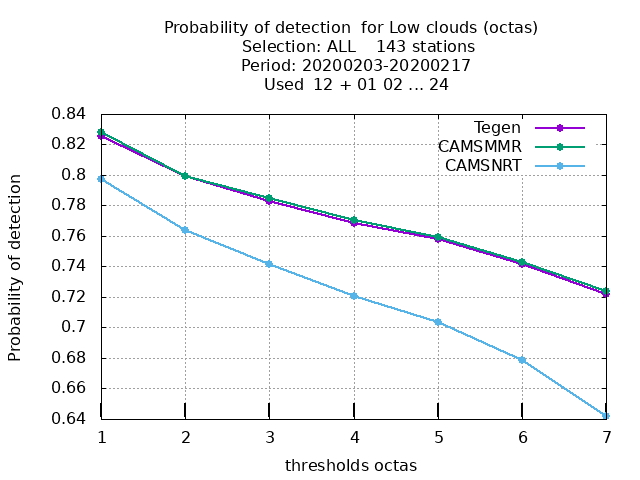 Probability of detection  for Low clouds (octas)
Selection: ALL    143 stations
Period: 20200203-20200217
Used  12 + 01 02 ... 24
Tegen
CAMSMMR
CAMSNRT
Probability of detection
0.84
0.82
0.8
0.78
0.76
0.74
0.72
0.7
0.68
0.66
0.64
1 2 3 4 5 6 7
thresholds octas